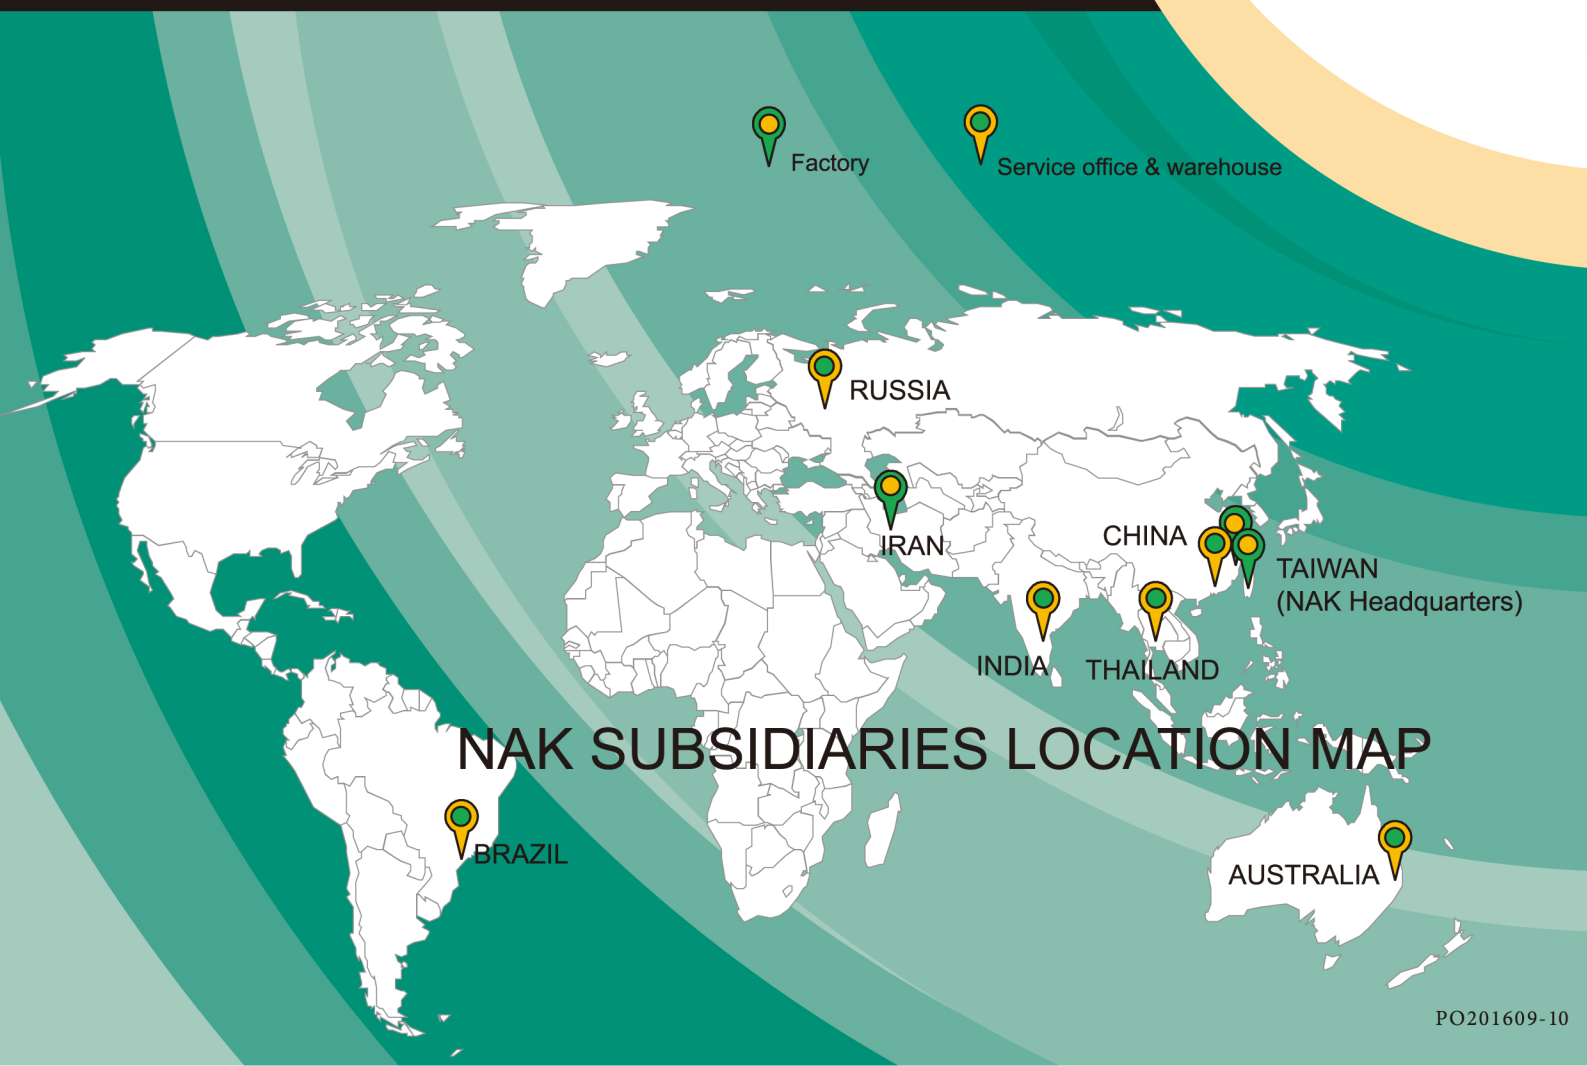 Factory
Service office & warehouse
RUSSIA
IRAN
CHINA
TAIWAN
(NAK Headquarters)
INDIA
THAILAND
NAK SUBSIDIARIES LOCATION MAP
BRAZIL
AUSTRALIA
PO201609-10